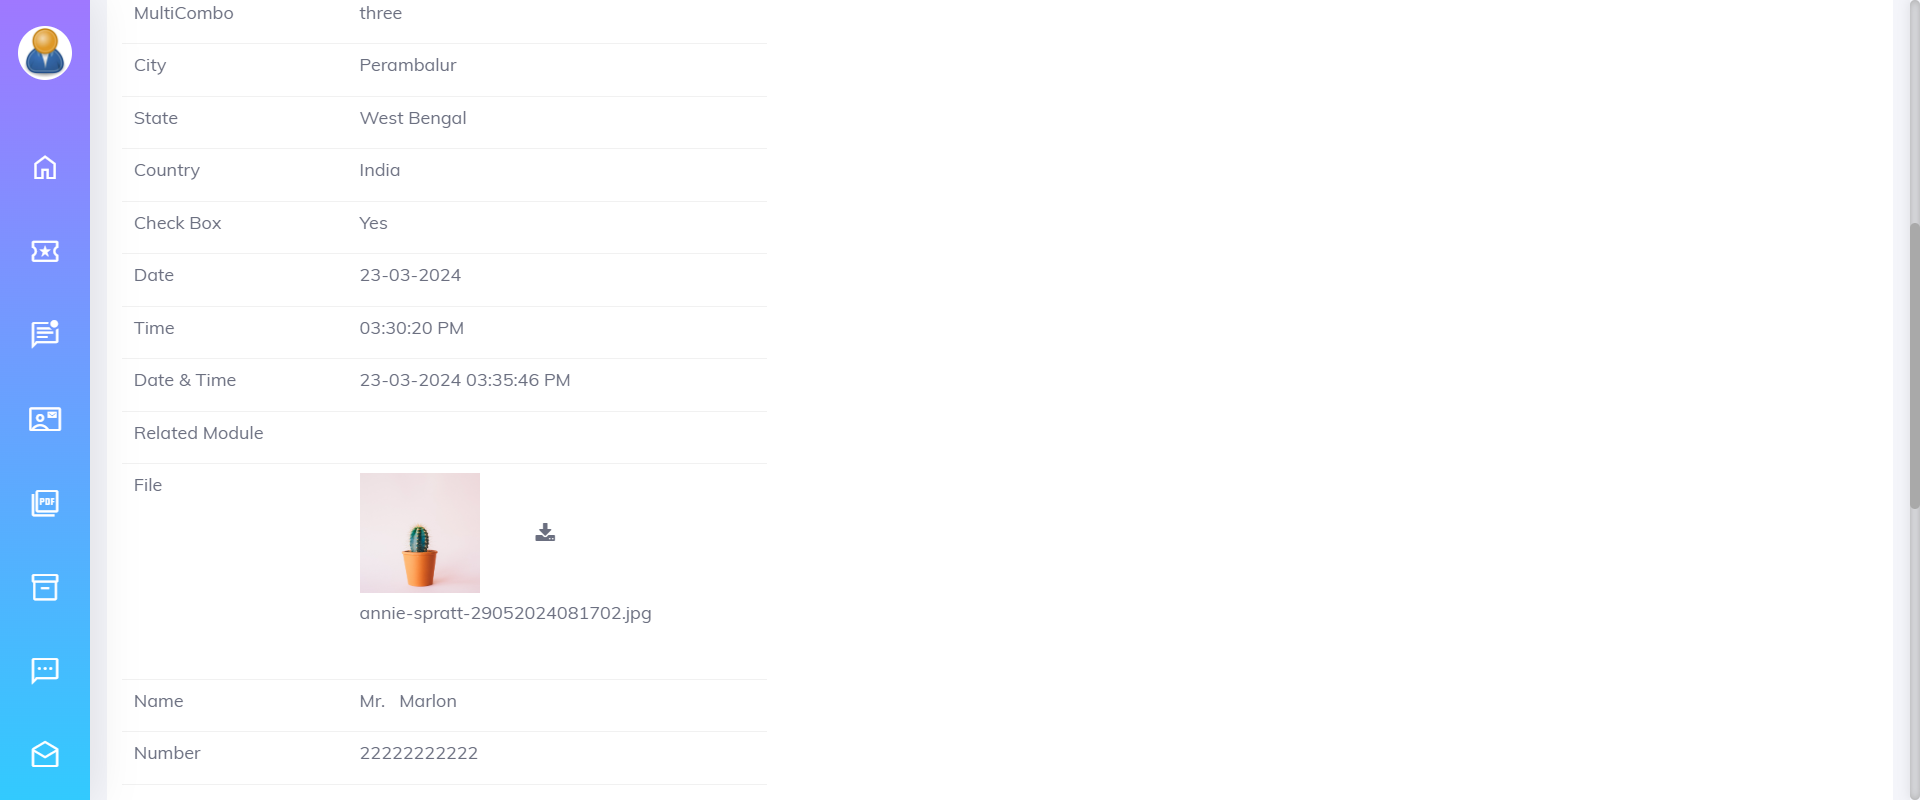 MultiCombo three
City Perambalur
State West Bengal
Country India
Check Box Yes
Date 23-03-2024
Time 03:30:20 PM
Date & Time 23-03-2024 03:35:46 PM
Related Module
File
annie-spratt-29052024081702.jpg
Name Mr. Marlon
Number 22222222222
PDF